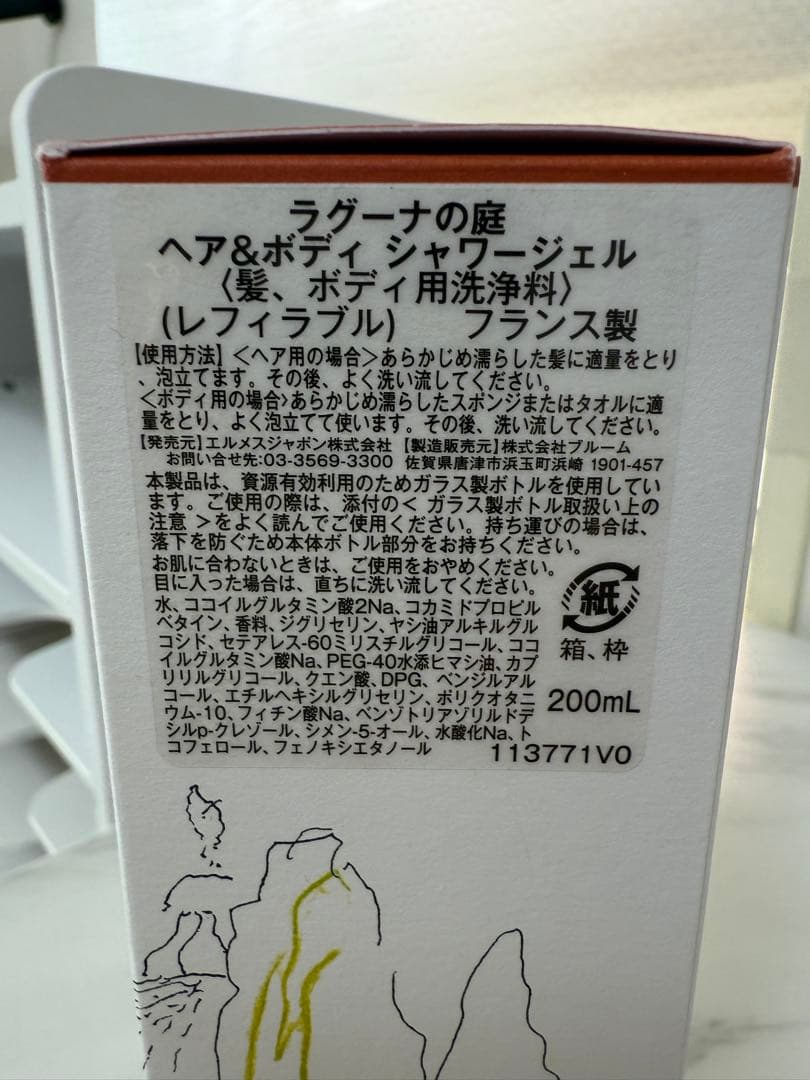 ラグーナの庭
ヘア&ボディ シャワージェル
〈髪、ボディ用洗浄料〉
(レフィラブル) フランス製
【使用方法】<ヘア用の場合>あらかじめ濡らした髪に適量をとり
、泡立てます。その後、よく洗い流してください。
<ボディ用の場合>あらかじめ濡らしたスポンジまたはタオルに適
量をとり、よく泡立てて使います。その後、洗い流してください。
【発売元】エルメスジャポン株式会社 【製造販売元】株式会社ブルーム
お問い合せ先:03-3569-3300 佐賀県唐津市浜玉町浜崎 1901-457
本製品は、資源有効利用のためガラス製ボトルを使用してい
ます。ご使用の際は、添付の< ガラス製ボトル取扱い上の
注意 >をよく読んでご使用ください。持ち運びの場合は、
落下を防ぐため本体ボトル部分をお持ちください。
お肌に合わないときは、ご使用をおやめください。
目に入った場合は、直ちに洗い流してください。
水、ココイルグルタミン酸2Na、コカミドプロピル
ベタイン、香料、ジグリセリン、ヤシ油アルキルグル
コシド、セテアレス-60ミリスチルグリコール、ココ
イルグルタミン酸Na、PEG-40水添ヒマシ油、カプ
リリルグリコール、クエン酸、DPG、ベンジルアル
コール、エチルヘキシルグリセリン、ポリクオタニ
ウム-10、フィチン酸Na、ベンゾトリアゾリルドデ
シルp-クレゾール、シメン-5-オール、水酸化Na、ト
コフェロール、フェノキシエタノール
紙
箱、枠
200mL
113771V0